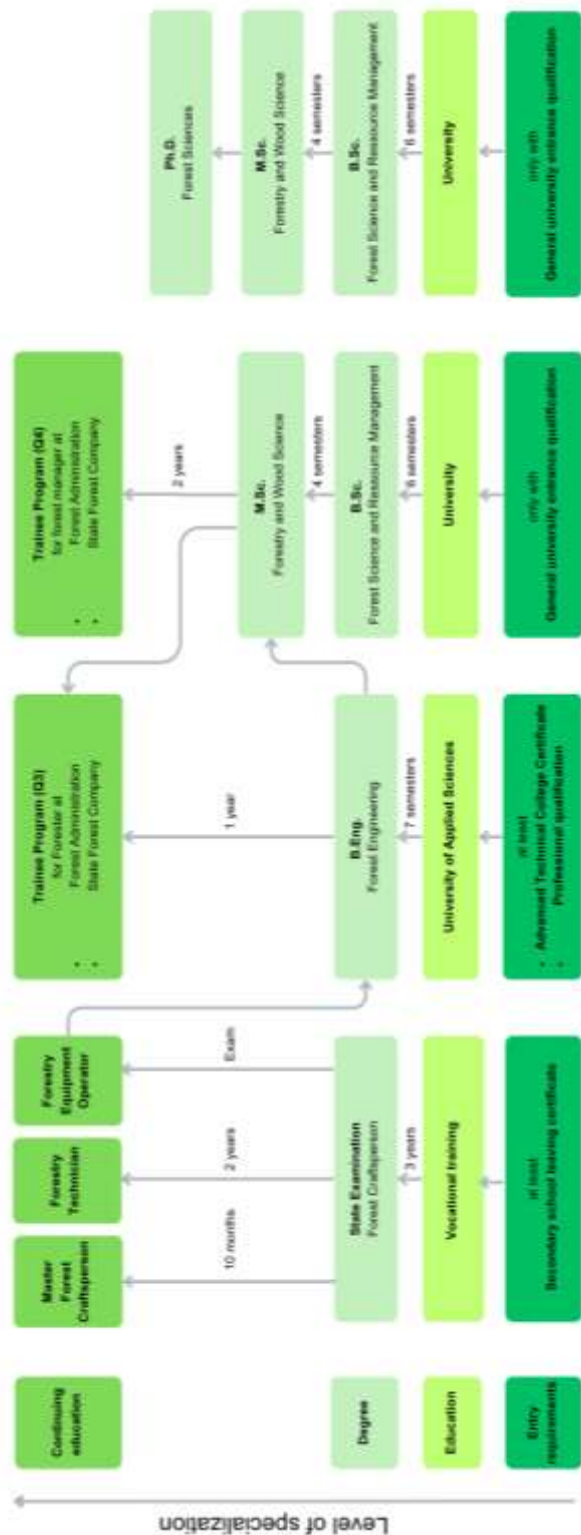 Level of specialization
Continuing
education
Degree
Education
Entry
requirements
Master
Forest
Craftsperson
Forestry
Technician
Forestry
Equipment
Operator
10 months
2 years
Exam
State Examination
Forest Craftsperson
3 years
Vocational training
at least
Secondary school leaving certificate
Trainee Program (Q3)
for Forester at
• Forest Administration
• State Forest Company
1 year
B.Eng.
Forest Engineering
7 semesters
University of Applied Sciences
at least
• Advanced Technical College Certificate
• Professional qualification
Trainee Program (Q4)
for forest manager at
• Forest Administration
• State Forest Company
2 years
M.Sc.
Forestry and Wood Science
4 semesters
B.Sc.
Forest Science and Ressource Management
6 semesters
University
only with
General university entrance qualification
Ph.D.
Forest Sciences
M.Sc.
Forestry and Wood Science
4 semesters
B.Sc.
Forest Science and Ressource Management
6 semesters
University
only with
General university entrance qualification